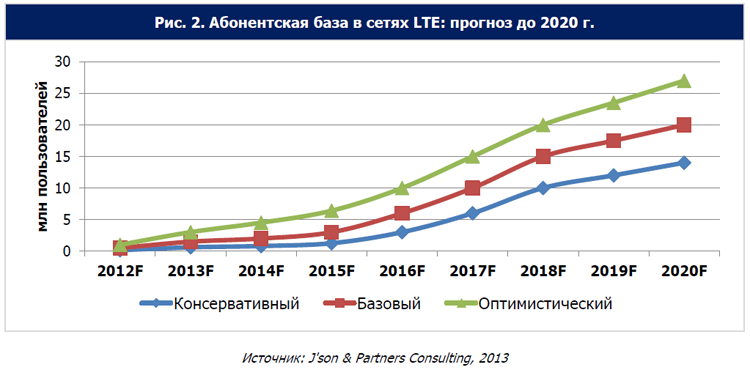 Рис. 2. Абонентская база в сетях LTE: прогноз до 2020 г.
млн пользователей
30
25
20
15
10
5
0
2012F 2013F 2014F 2015F 2016F 2017F 2018F 2019F 2020F
Консервативный Базовый Оптимистический
Источник: J'son & Partners Consulting, 2013